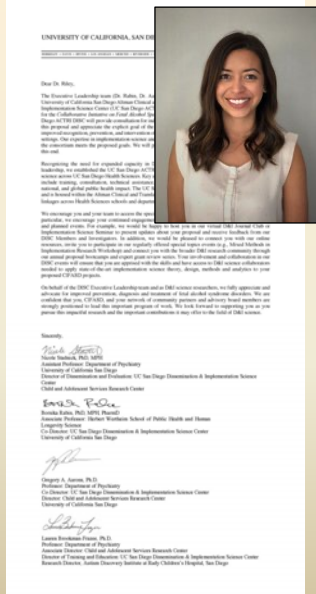 UNIVERSITY OF CALIFORNIA, SAN DI
Dear Dr. Riley,
The Executive Leadership team (Dr. Rabin, Dr. Aa
University of California San Diego Altman Clinical a
Implementation Science Center (UC San Diego AC
for the Collaborative Initiative on Fetal Alcohol Spe
Diego ACTRI DISC will provide consultation for im
this proposal and appreciate the explicit goal of the
improved recognition, prevention, and intervention
settings. Our expertise in implementation science an
the consortium meets the proposed goals. We will p
this end.
Recognizing the need for expanded capacity in D
leadership, we established the UC San Diego ACTR
science across UC San Diego Health Sciences. Key
include training, consultation, technical assistance,
national, and global public health impact. The UC S
and is housed within the Altman Clinical and Transl
linkages across Health Sciences schools and departm
We encourage you and your team to access the spe
particular, we encourage your continued engagement
and planned events. For example, we would be happy to host you in our virtual D&I Journal Club or
Implementation Science Seminar to present updates about your proposal and receive feedback from our
DISC Members and Investigators. In addition, we would be pleased to connect you with our online
resources, invite you to participate in our regularly offered special topics events (e.g., Mixed Methods in
Implementation Research Workshop) and connect you with the broader D&I research community through
our annual proposal bootcamps and expert grant review series. Your involvement and collaboration in our
DISC events will ensure that you are apprised with the skills and have access to D&I science collaborators
needed to apply state-of-the-art implementation science theory, design, methods and analytics to your
proposed CIFASD projects.
On behalf of the DISC Executive Leadership team and as D&I science researchers, we fully appreciate and
advocate for improved prevention, diagnosis and treatment of fetal alcohol syndrome disorders. We are
confident that you, CIFASD, and your network of community partners and advisory board members are
strongly positioned to lead this important program of work. We look forward to supporting you as you
pursue this impactful research and the important contributions it may offer to the field of D&I science.
Sincerely,
Nicole Stadnick, PhD, MPH
Assistant Professor: Department of Psychiatry
University of California San Diego
Director of Dissemination and Evaluation: UC San Diego Dissemination & Implementation Science
Center
Child and Adolescent Services Research Center
Borsika Rabin, PhD, MPH, PharmD
Associate Professor: Herbert Wertheim School of Public Health and Human
Longevity Science
Co-Director: UC San Diego Dissemination & Implementation Science Center
University of California San Diego
Gregory A. Aarons, Ph.D.
Professor: Department of Psychiatry
Co-Director: UC San Diego Dissemination & Implementation Science Center
Director: Child and Adolescent Services Research Center
University of California San Diego
Lauren Brookman-Frazee, Ph.D.
Professor: Department of Psychiatry
Associate Director: Child and Adolescent Services Research Center
Director of Training and Education: UC San Diego Dissemination & Implementation Science Center
Research Director, Autism Discovery Institute at Rady Children's Hospital, San Diego